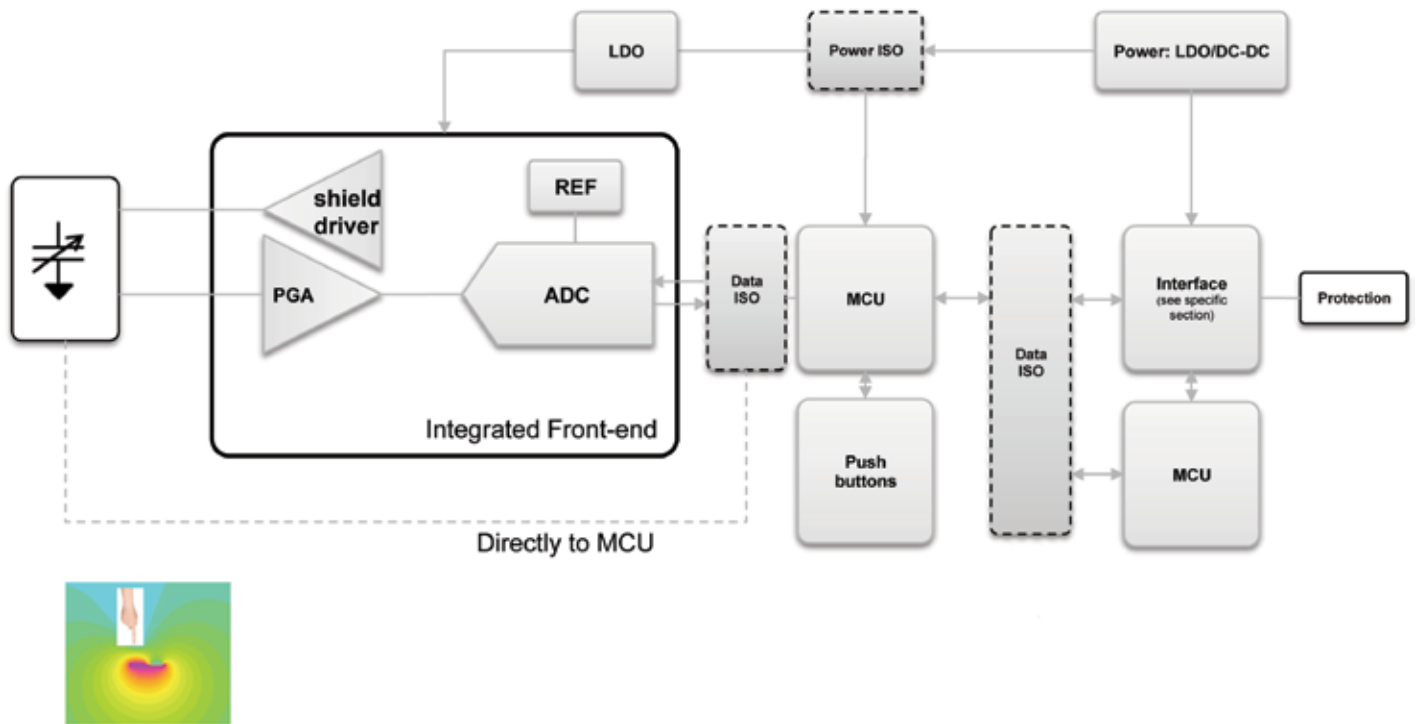 LDO
Power ISO
Power: LDO/DC-DC
shield
driver
REF
PGA
ADC
Data
ISO
MCU
Interface
(see specific
section)
Protection
Data
ISO
Integrated Front-end
Push
buttons
MCU
Directly to MCU